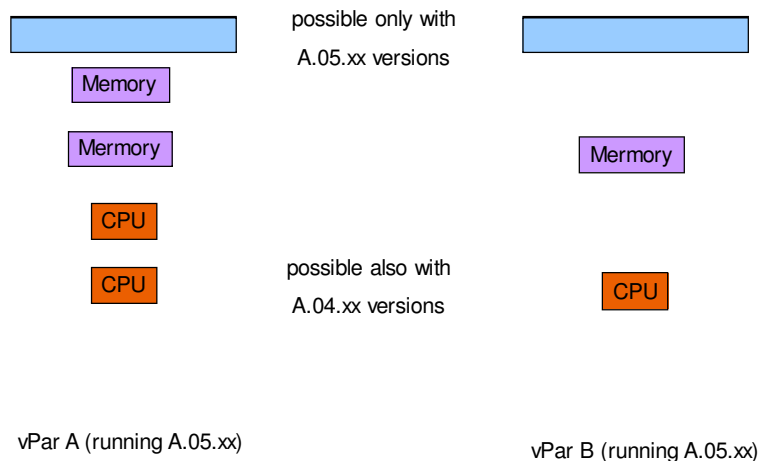 possible only with
A.05.xx versions
Memory
Mermory
Mermory
CPU
possible also with
CPU
CPU
A.04.xx versions
vPar A (running A.05.xx)
vPar B (running A.05.xx)